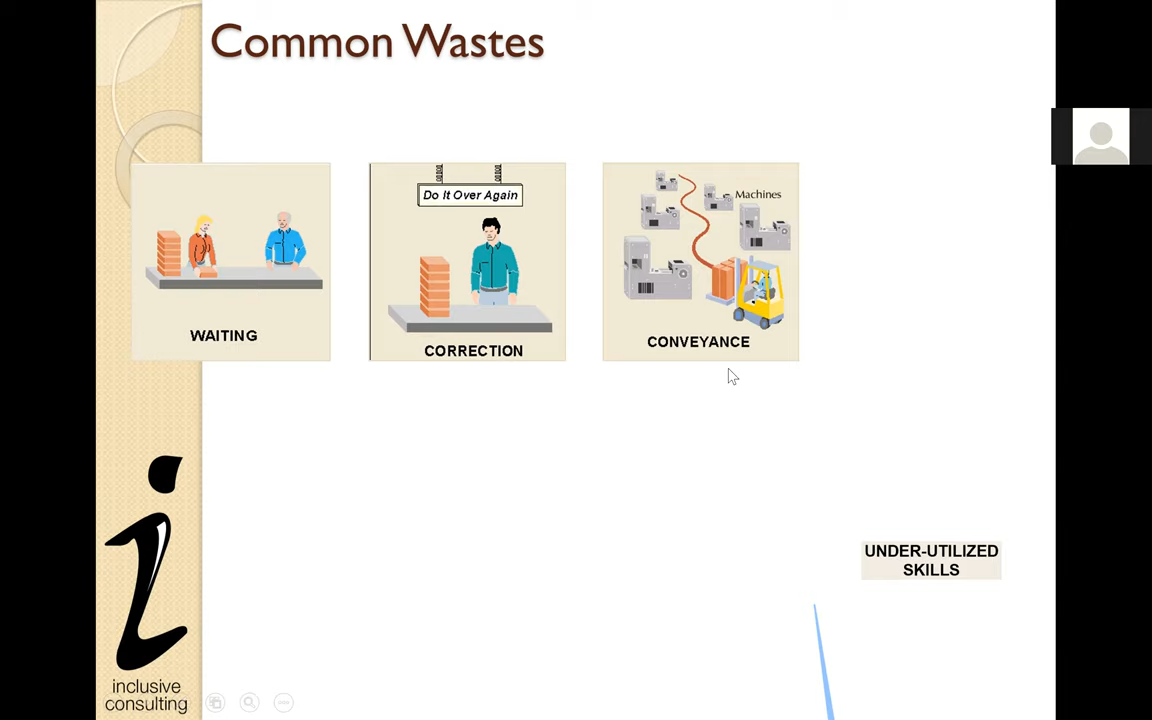 Common Wastes
Do It Over Again
Machines
WAITING
CORRECTION
CONVEYANCE
UNDER-UTILIZED
SKILLS
inclusive
consulting